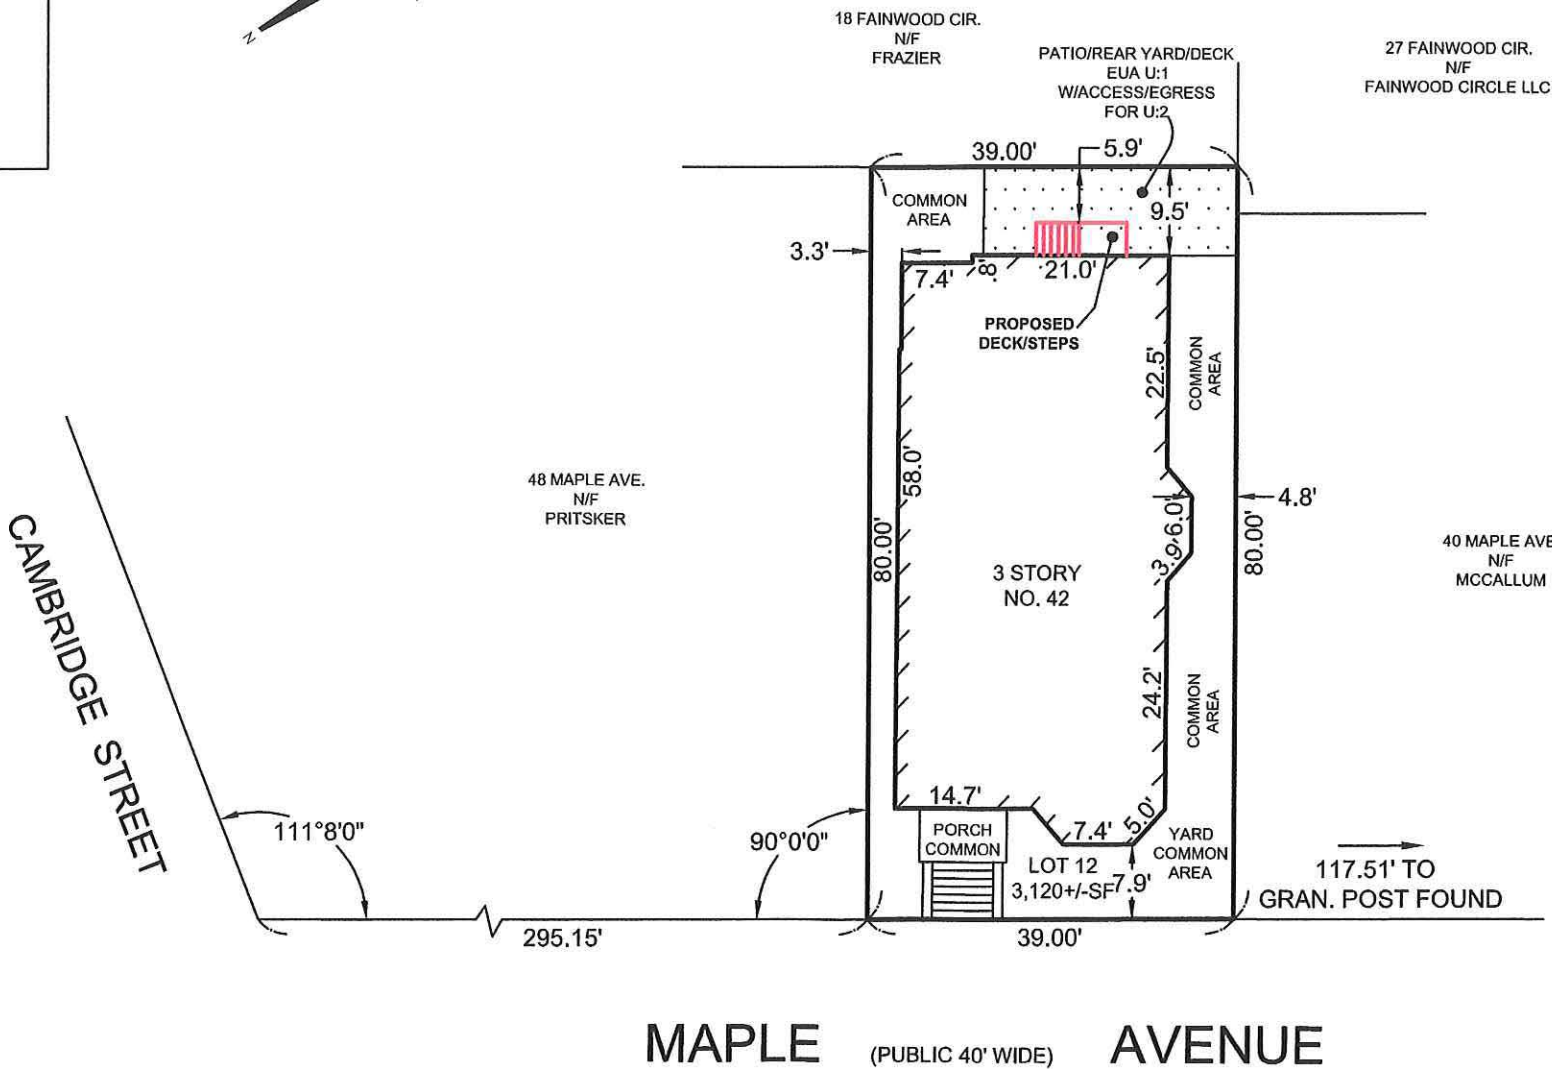 N
18 FAINWOOD CIR.
N/F
FRAZIER
PATIO/REAR YARD/DECK
EUA U:1
W/ACCESS/EGRESS
FOR U:2
27 FAINWOOD CIR.
N/F
FAINWOOD CIRCLE LLC
39.00'
5.9'
COMMON
AREA
9.5'
3.3'
7.4'
.8'
21.0'
PROPOSED
DECK/STEPS
22.5'
COMMON
AREA
48 MAPLE AVE.
N/F
PRITSKER
58.0'
80.00'
6.0'
3.9'
4.8'
80.00'
40 MAPLE AVE
N/F
MCCALLUM
3 STORY
NO. 42
CAMBRIDGE STREET
24.2'
COMMON
AREA
14.7'
PORCH
COMMON
7.4'
5.0'
YARD
COMMON
AREA
LOT 12
3,120+/-SF
7.9'
111°8'0"
90°0'0"
117.51' TO
GRAN. POST FOUND
295.15'
39.00'
MAPLE (PUBLIC 40' WIDE) AVENUE